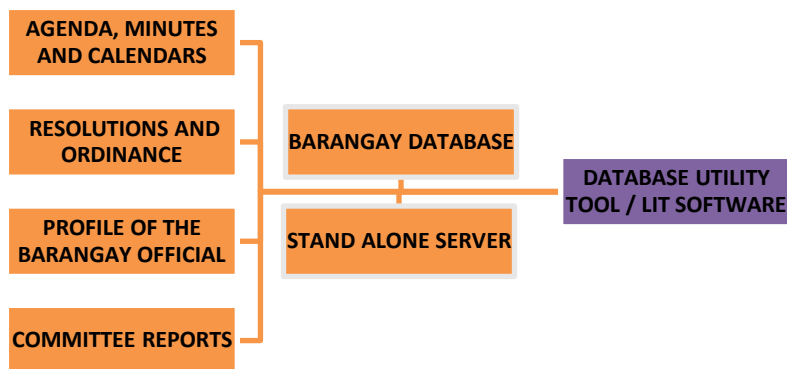 AGENDA, MINUTES
AND CALENDARS
RESOLUTIONS AND
ORDINANCE
PROFILE OF THE
BARANGAY OFFICIAL
COMMITTEE REPORTS
BARANGAY DATABASE
STAND ALONE SERVER
DATABASE UTILITY
TOOL / LIT SOFTWARE